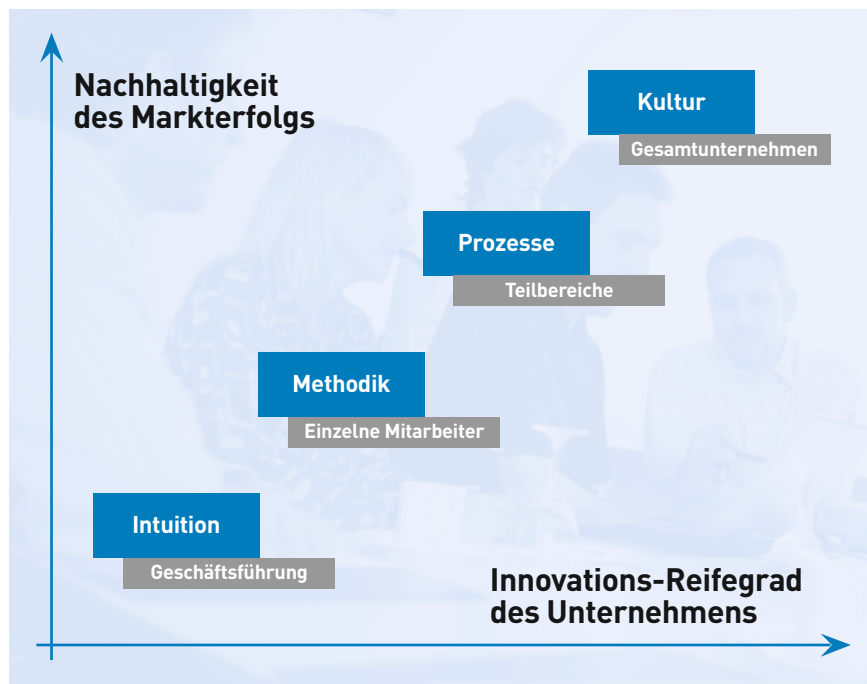 Nachhaltigkeit
des Markterfolgs
Kultur
Gesamtunternehmen
Prozesse
Teilbereiche
Methodik
Einzelne Mitarbeiter
Intuition
Geschäftsführung
Innovations-Reifegrad
des Unternehmens